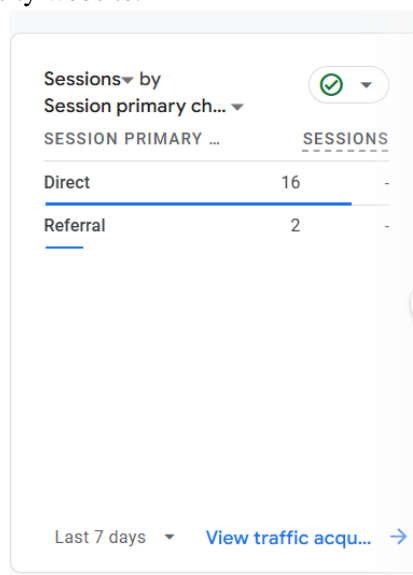 Sessions by
Session primary ch...
SESSION PRIMARY ... SESSIONS
Direct 16 -
Referral 2 -
Last 7 days View traffic acqu...